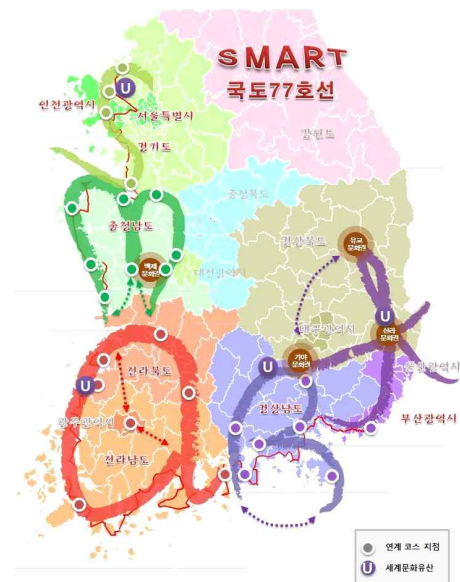 SMART
국도77호선
인천광역시
U
서울특별시
경기도
강원도
충청남도
충청북도
백제
문화권
대전광역시
경상북도
유교
문화권
U
대구광역시
신라
문화권
울산광역시
U
가야
문화권
전라북도
U
광주광역시
전라남도
경상남도
부산광역시
연계 코스 지점
U 세계문화유산